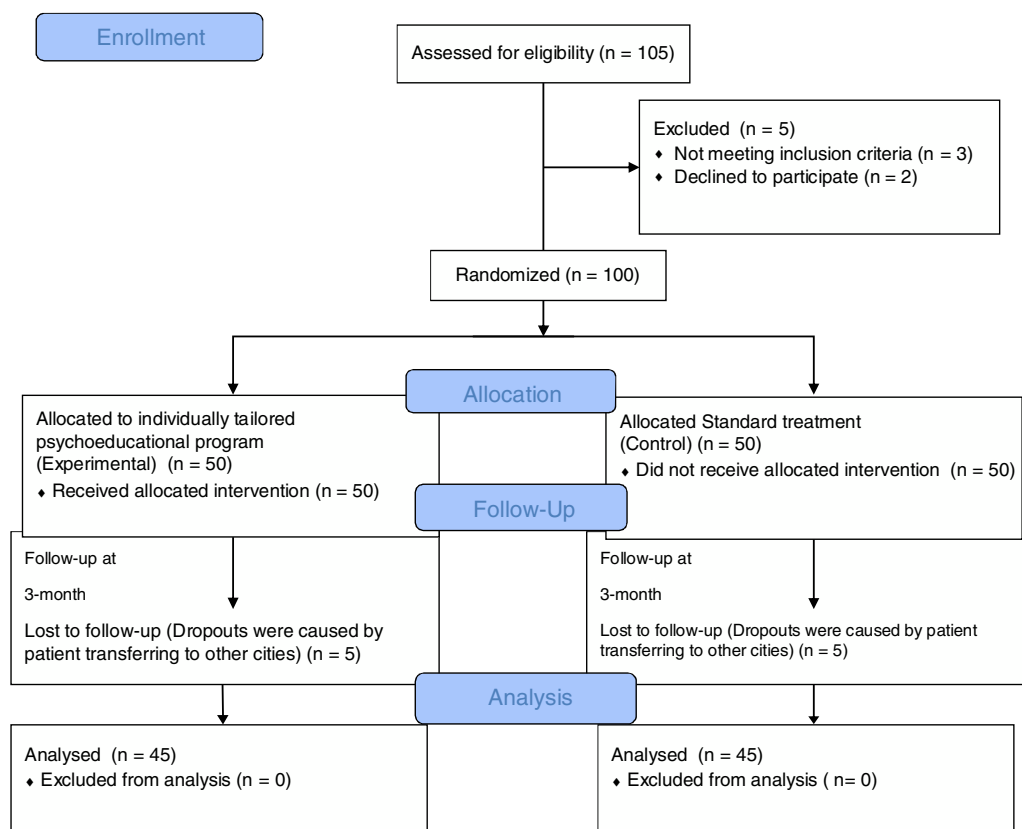 Enrollment
Assessed for eligibility (n = 105)
Excluded (n = 5)
♦ Not meeting inclusion criteria (n = 3)
♦ Declined to participate (n = 2)
Randomized (n = 100)
Allocation
Allocated to individually tailored
psychoeducational program
(Experimental) (n = 50)
♦ Received allocated intervention (n = 50)
Allocated Standard treatment
(Control) (n = 50)
♦ Did not receive allocated intervention (n = 50)
Follow-Up
Follow-up at
3-month
Lost to follow-up (Dropouts were caused by
patient transferring to other cities) (n = 5)
Follow-up at
3-month
Lost to follow-up (Dropouts were caused by patient
transferring to other cities) (n = 5)
Analysis
Analysed (n = 45)
♦ Excluded from analysis (n = 0)
Analysed (n = 45)
♦ Excluded from analysis ( n= 0)